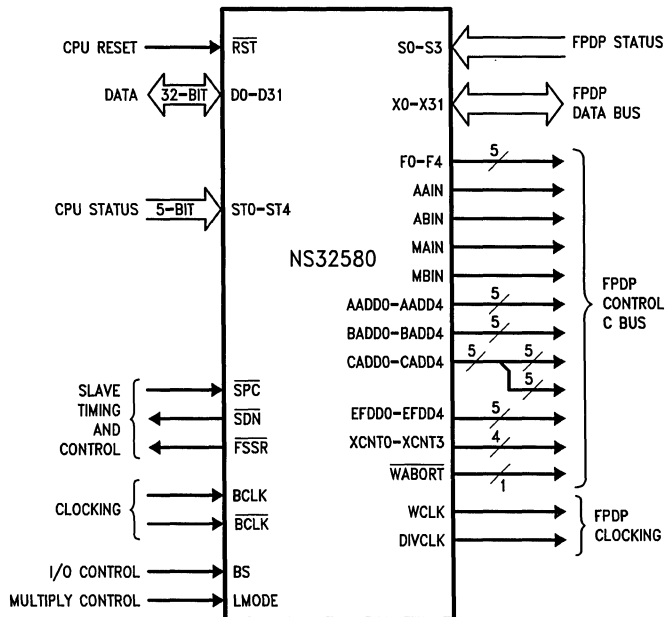 CPU RESET RST S0-S3 FPDP STATUS
DATA 32-BIT D0-D31 X0-X31 FPDP
DATA BUS
F0-F4 5
AAIN
CPU STATUS 5-BIT ST0-ST4 ABIN
NS32580 MAIN
MBIN
FPDP
CONTROL
C BUS
AADD0-AADD4 5
BADD0-BADD4 5
CADD0-CADD4 5 5
5
SLAVE
TIMING
AND
CONTROL
SPC
SDN
FSSR
EFDD0-EFDD4 5
XCNT0-XCNT3 4
WABORT 1
CLOCKING BCLK
BCLK
WCLK
DIVCLK
FPDP
CLOCKING
I/O CONTROL BS
MULTIPLY CONTROL LMODE